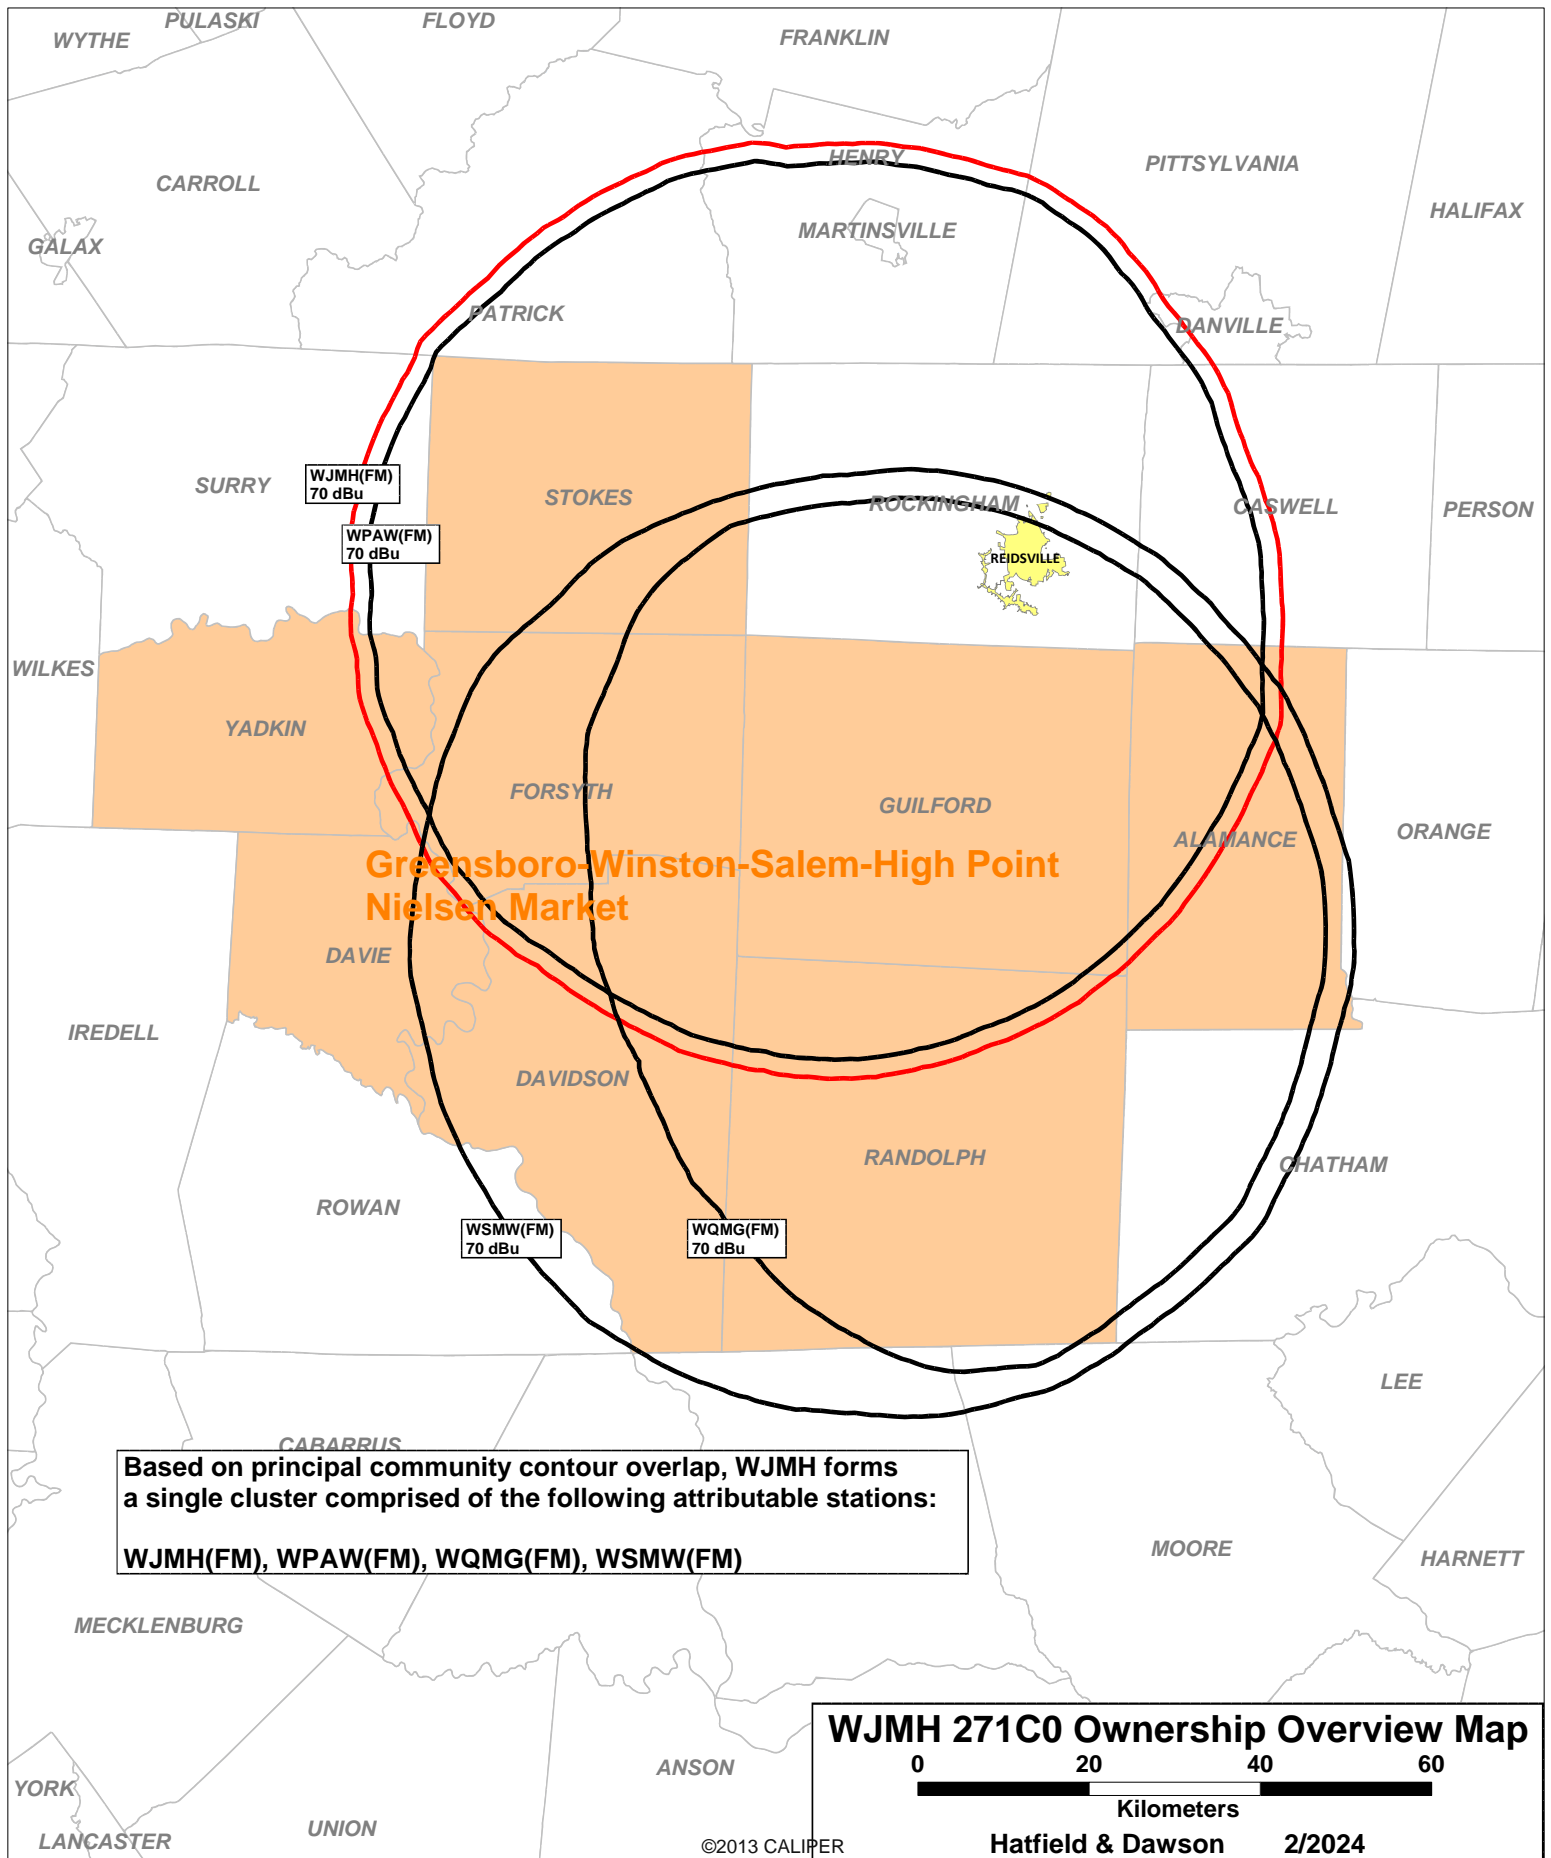 PULASKI
FLOYD
WYTHE
FRANKLIN
HENRY
PITTSYLVANIA
CARROLL
HALIFAX
MARTINSVILLE
GALAX
PATRICK
DANVILLE
WJMH(FM)
70 dBu
SURRY
STOKES
ROCKINGHAM
CASWELL
PERSON
WPAW(FM)
70 dBu
REIDSVILLE
WILKES
YADKIN
FORSYTH
GUILFORD
ALAMANCE
ORANGE
Greensboro-Winston-Salem-High Point
Nielsen Market
DAVIE
IREDELL
DAVIDSON
RANDOLPH
CHATHAM
ROWAN
WSMW(FM)
70 dBu
WQMG(FM)
70 dBu
LEE
CABARRUS
Based on principal community contour overlap, WJMH forms
a single cluster comprised of the following attributable stations:
WJMH(FM), WPAW(FM), WQMG(FM), WSMW(FM)
MOORE
HARNETT
MECKLENBURG
WJMH 271C0 Ownership Overview Map
0 20 40 60
Kilometers
ANSON
YORK
UNION
LANCASTER
©2013 CALIPER
Hatfield & Dawson 2/2024